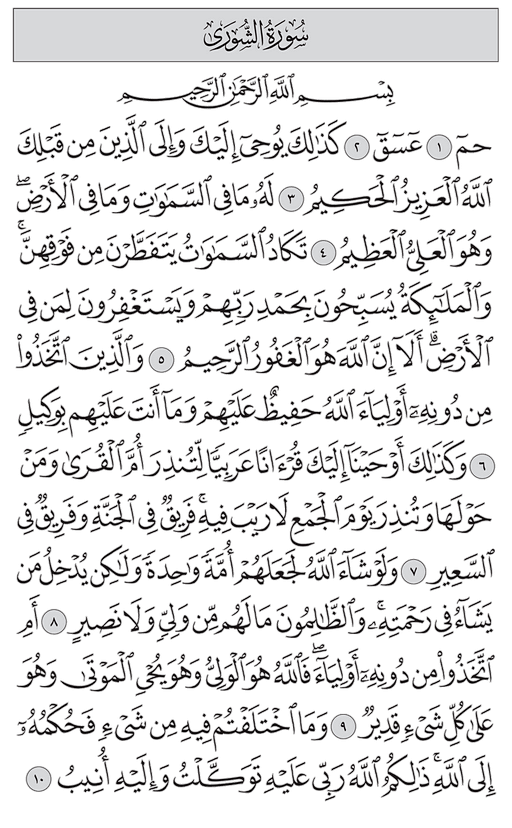 سُورَةُ الشُّورَىٰ
بِسْمِ اللَّهِ الرَّحْمَٰنِ الرَّحِيمِ
حمٓ ١ عٓسٓقٓ ٢ كَذَٰلِكَ يُوحِىٓ إِلَيْكَ وَإِلَى ٱلَّذِينَ مِن قَبْلِكَ
ٱللَّهُ ٱلْعَزِيزُ ٱلْحَكِيمُ ٣ لَهُۥ مَا فِى ٱلسَّمَٰوَٰتِ وَمَا فِى ٱلْأَرْضِۖ
وَهُوَ ٱلْعَلِىُّ ٱلْعَظِيمُ ٤ تَكَادُ ٱلسَّمَٰوَٰتُ يَتَفَطَّرْنَ مِن فَوْقِهِنَّۚ
وَٱلْمَلَٰٓئِكَةُ يُسَبِّحُونَ بِحَمْدِ رَبِّهِمْ وَيَسْتَغْفِرُونَ لِمَن فِى
ٱلْأَرْضِۗ أَلَآ إِنَّ ٱللَّهَ هُوَ ٱلْغَفُورُ ٱلرَّحِيمُ ٥ وَٱلَّذِينَ ٱتَّخَذُوا۟
مِن دُونِهِۦٓ أَوْلِيَآءَ ٱللَّهُ حَفِيظٌ عَلَيْهِمْ وَمَآ أَنتَ عَلَيْهِم بِوَكِيلٍ
٦ وَكَذَٰلِكَ أَوْحَيْنَآ إِلَيْكَ قُرْءَانًا عَرَبِيًّا لِّتُنذِرَ أُمَّ ٱلْقُرَىٰ وَمَنْ
حَوْلَهَا وَتُنذِرَ يَوْمَ ٱلْجَمْعِ لَا رَيْبَ فِيهِۚ فَرِيقٌ فِى ٱلْجَنَّةِ وَفَرِيقٌ فِى
ٱلسَّعِيرِ ٧ وَلَوْ شَآءَ ٱللَّهُ لَجَعَلَهُمْ أُمَّةً وَٰحِدَةً وَلَٰكِن يُدْخِلُ مَن
يَشَآءُ فِى رَحْمَتِهِۦۚ وَٱلظَّٰلِمُونَ مَا لَهُم مِّن وَلِىٍّ وَلَا نَصِيرٍ ٨ أَمِ
ٱتَّخَذُوا۟ مِن دُونِهِۦٓ أَوْلِيَآءَۖ فَٱللَّهُ هُوَ ٱلْوَلِىُّ وَهُوَ يُحْىِ ٱلْمَوْتَىٰ وَهُوَ
عَلَىٰ كُلِّ شَىْءٍ قَدِيرٌ ٩ وَمَا ٱخْتَلَفْتُمْ فِيهِ مِن شَىْءٍ فَحُكْمُهُۥٓ
إِلَى ٱللَّهِۚ ذَٰلِكُمُ ٱللَّهُ رَبِّى عَلَيْهِ تَوَكَّلْتُ وَإِلَيْهِ أُنِيبُ ١٠